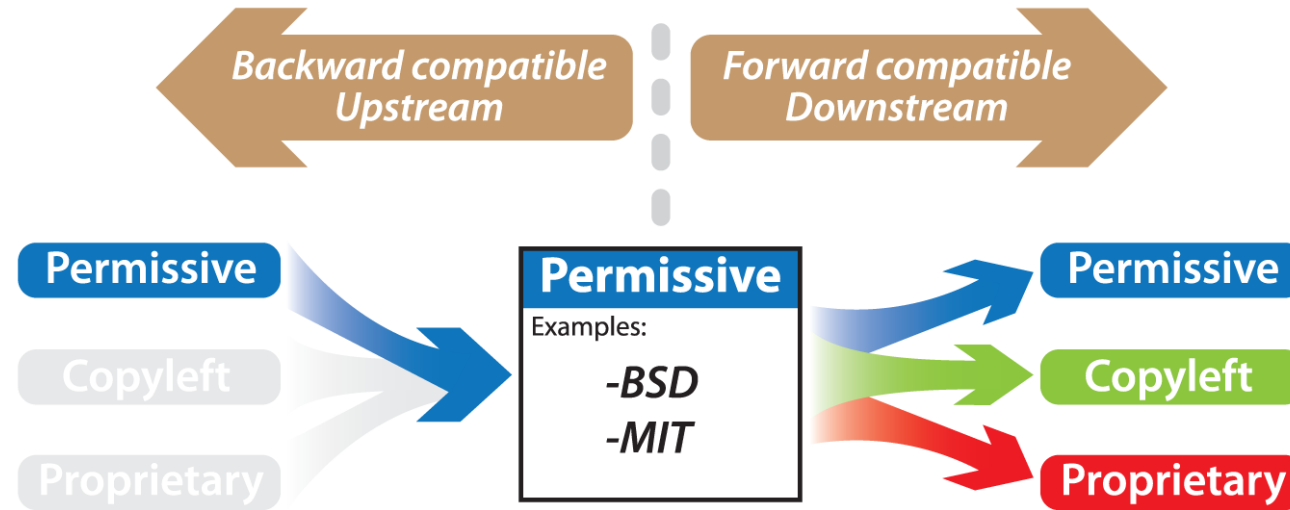 Backward compatible
Upstream
Forward compatible
Downstream
Permissive
Copyleft
Proprietary
Permissive
Examples:
-BSD
-MIT
Permissive
Copyleft
Proprietary